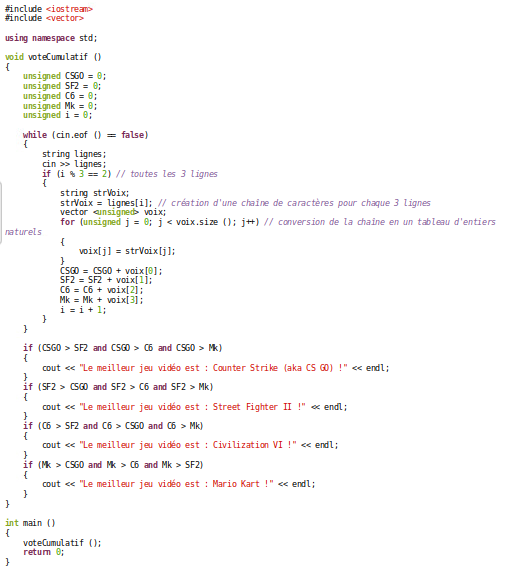 #include <iostream>
#include <vector>
using namespace std;
void voteCumulatif ()
{
unsigned CSGO = 0;
unsigned SF2 = 0;
unsigned C6 = 0;
unsigned Mk = 0;
unsigned i = 0;
while (cin.eof () == false)
{
string lignes;
cin >> lignes;
if (i % 3 == 2) // toutes les 3 lignes
{
string strVoix;
strVoix = lignes[i]; // création d'une chaîne de caractères pour chaque 3 lignes
vector <unsigned> voix;
for (unsigned j = 0; j < voix.size (); j++) // conversion de la chaîne en un tableau d'entiers
naturels
{
voix[j] = strVoix[j];
}
CSGO = CSGO + voix[0];
SF2 = SF2 + voix[1];
C6 = C6 + voix[2];
Mk = Mk + voix[3];
i = i + 1;
}
}
if (CSGO > SF2 and CSGO > C6 and CSGO > Mk)
{
cout << "Le meilleur jeu vidéo est : Counter Strike (aka CS GO) !" << endl;
}
if (SF2 > CSGO and SF2 > C6 and SF2 > Mk)
{
cout << "Le meilleur jeu vidéo est : Street Fighter II !" << endl;
}
if (C6 > SF2 and C6 > CSGO and C6 > Mk)
{
cout << "Le meilleur jeu vidéo est : Civilization VI !" << endl;
}
if (Mk > CSGO and Mk > C6 and Mk > SF2)
{
cout << "Le meilleur jeu vidéo est : Mario Kart !" << endl;
}
}
int main ()
{
voteCumulatif ();
return 0;
}